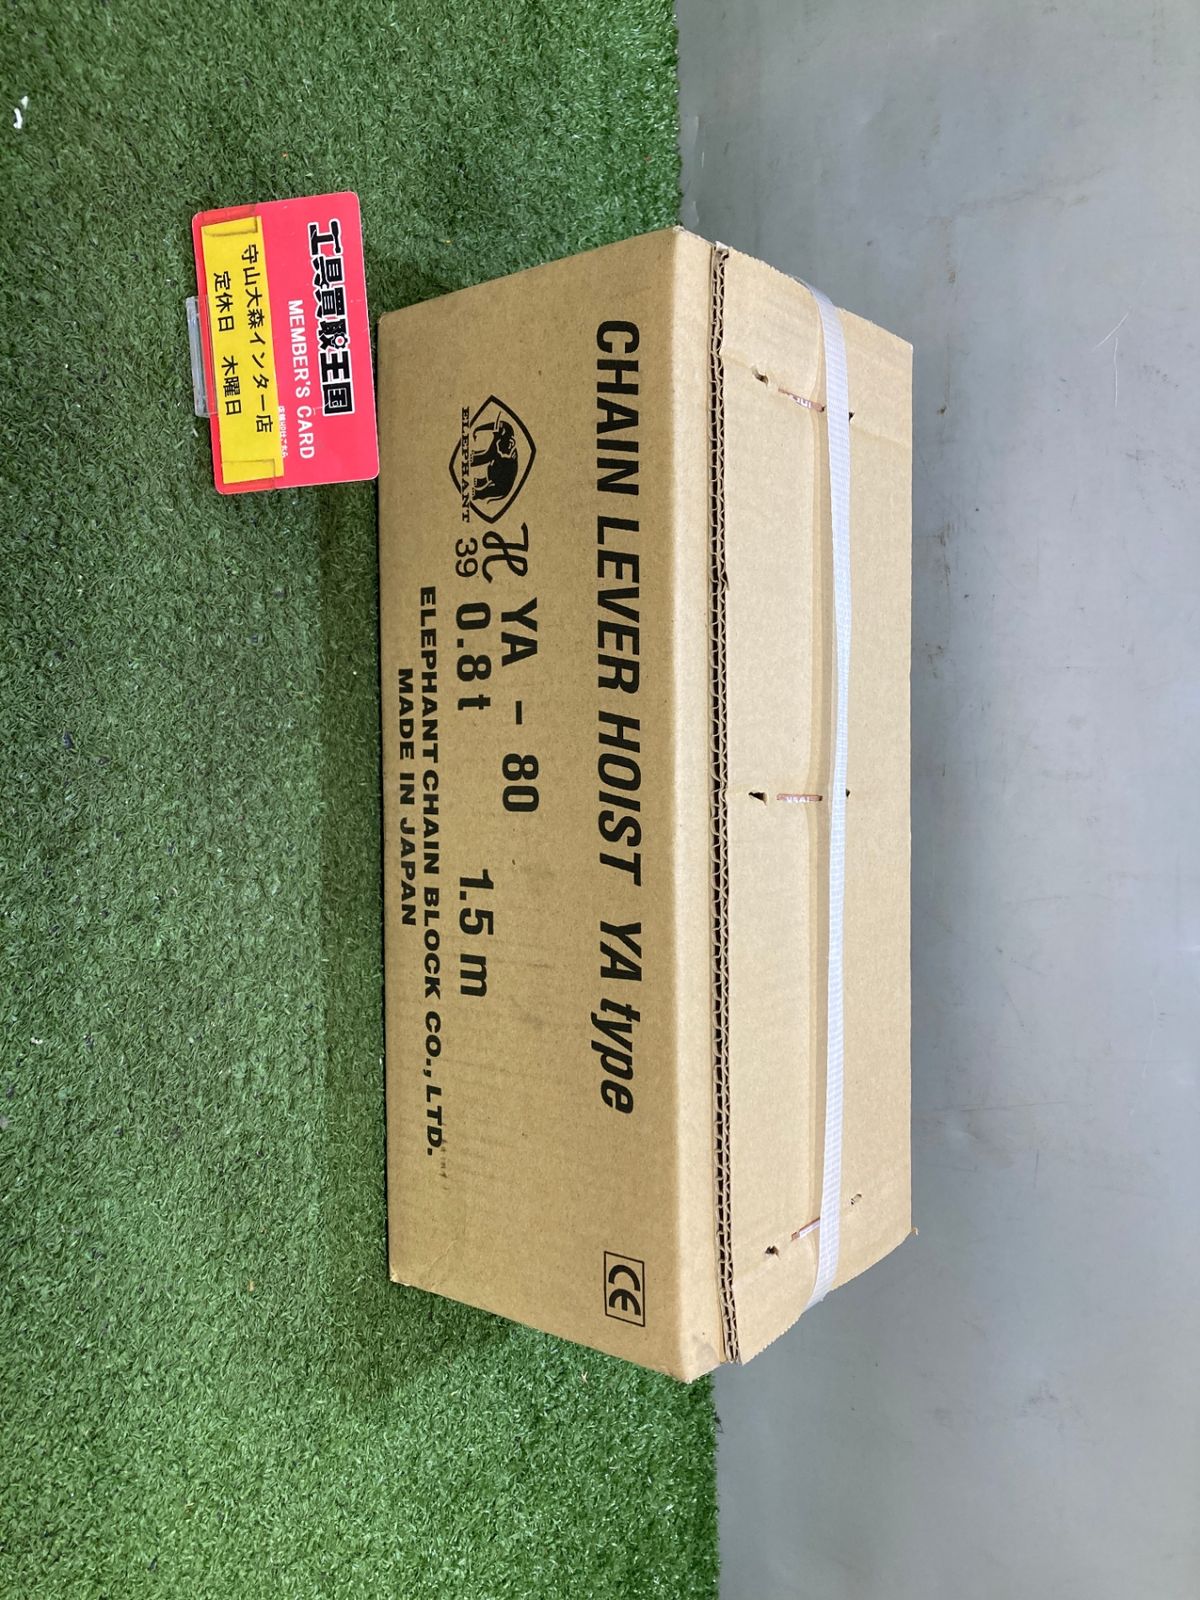 CHAIN LEVER HOIST YA type
ELEPHANT
H YA - 80
39 0.8t 1.5m
ELEPHANT CHAIN BLOCK CO., LTD.
MADE IN JAPAN
CE
工具買取王国
MEMBER'S CARD
守山大森インター店
定休日 木曜日